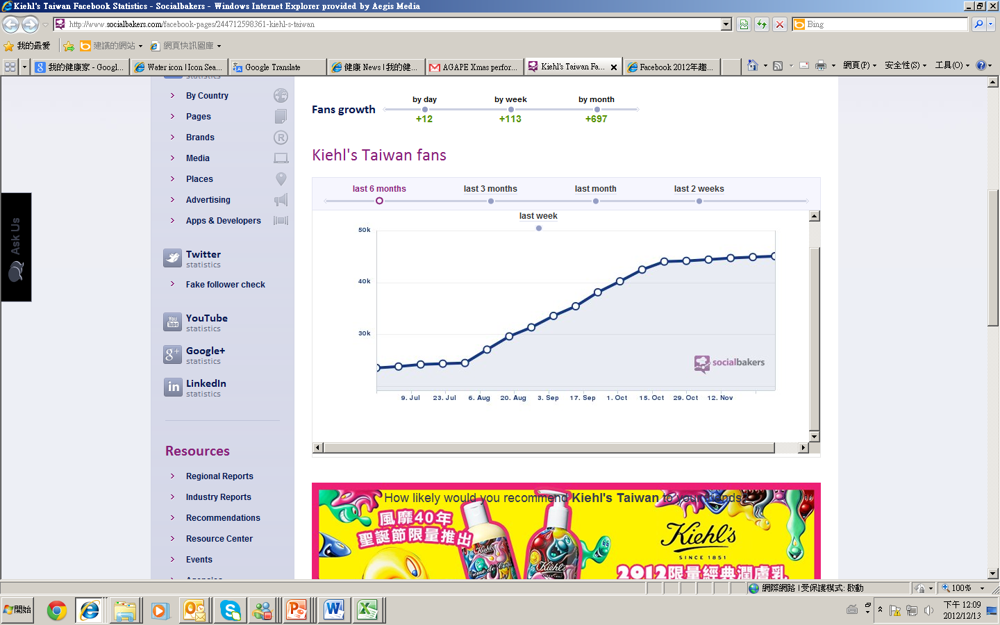 Kiehl's Taiwan Facebook Statistics - Socialbakers - Windows Internet Explorer provided by Aegis Media
http://www.socialbakers.com/facebook-pages/244712598361-kiehl-s-taiwan
Bing
我的最愛
建議的網站
網頁快訊圖庫
我的健康家 - Googl...
Water icon | Icon Sea...
Google Translate
健康 News | 我的健...
AGAPE Xmas perfor...
Kiehl's Taiwan Fa...
Facebook 2012年趨...
網頁(P)
安全性(S)
工具(O)
statistics
By Country
Pages
Brands
Media
Places
Advertising
Apps & Developers
Twitter
statistics
Fake follower check
YouTube
statistics
Google+
statistics
LinkedIn
statistics
Resources
Regional Reports
Industry Reports
Recommendations
Resource Center
Events
Agencies
Ask Us
Fans growth
by day
by week
by month
+12
+113
+697
Kiehl's Taiwan fans
last 6 months
last 3 months
last month
last 2 weeks
last week
50k
40k
30k
socialbakers
9. Jul
23. Jul
6. Aug
20. Aug
3. Sep
17. Sep
1. Oct
15. Oct
29. Oct
12. Nov
How likely would you recommend Kiehl's Taiwan to your friends?
風靡40年
聖誕節限量推出
Kiehl's
SINCE 1851
2012限量經典潤膚乳
網際網路 | 受保護模式: 啟動
100%
開始
下午 12:09
2012/12/13